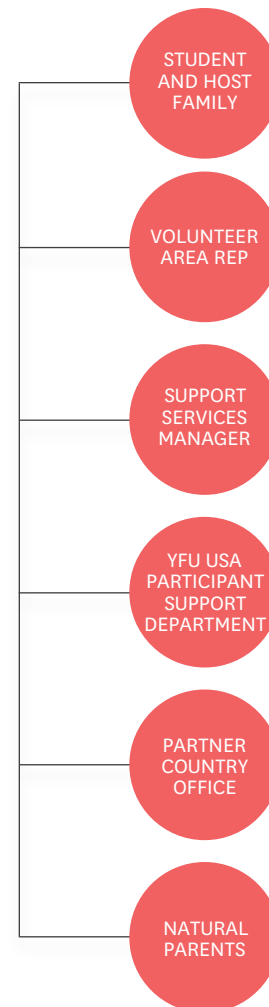 STUDENT
AND HOST
FAMILY
VOLUNTEER
AREA REP
SUPPORT
SERVICES
MANAGER
YFU USA
PARTICIPANT
SUPPORT
DEPARTMENT
PARTNER
COUNTRY
OFFICE
NATURAL
PARENTS